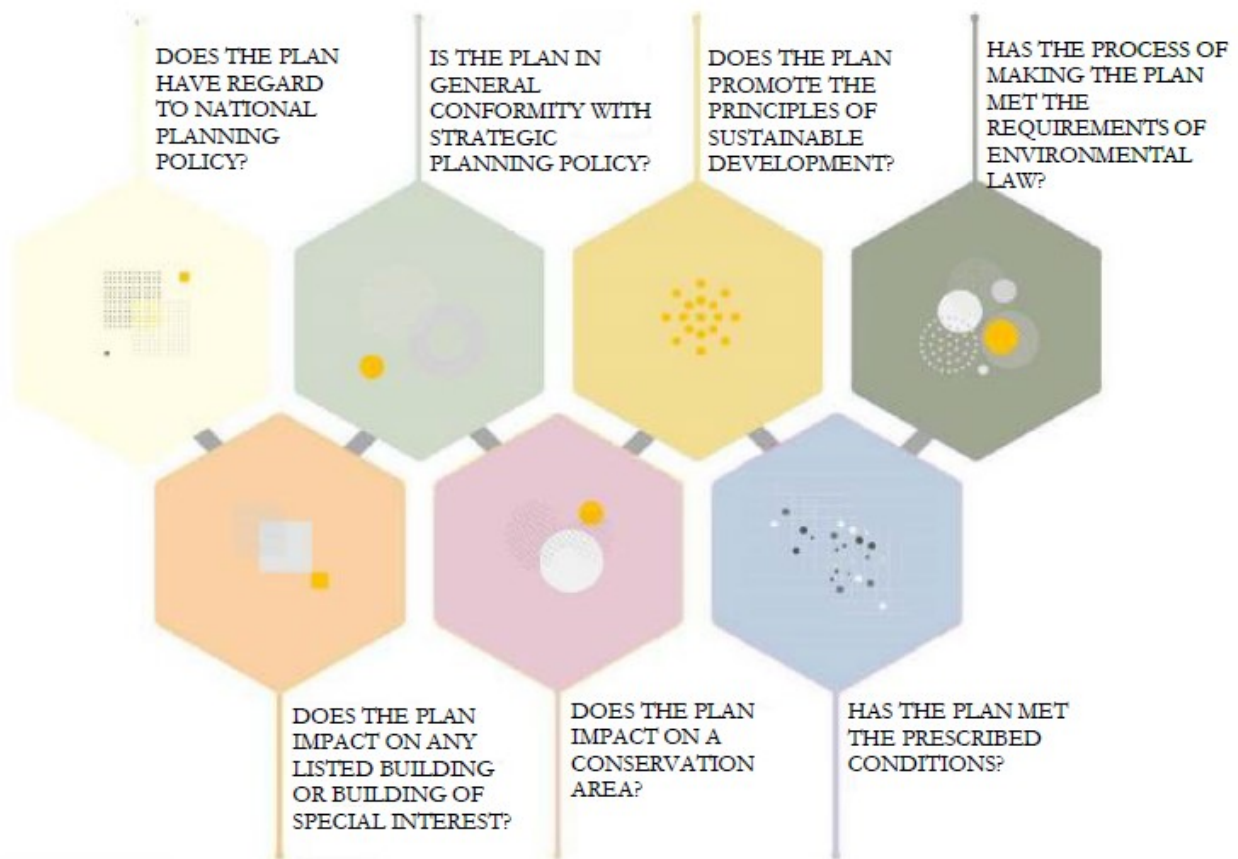 DOES THE PLAN
HAVE REGARD
TO NATIONAL
PLANNING
POLICY?
IS THE PLAN IN
GENERAL
CONFORMITY WITH
STRATEGIC
PLANNING POLICY?
DOES THE PLAN
PROMOTE THE
PRINCIPLES OF
SUSTAINABLE
DEVELOPMENT?
HAS THE PROCESS OF
MAKING THE PLAN
MET THE
REQUIREMENTS OF
ENVIRONMENTAL
LAW?
DOES THE PLAN
IMPACT ON ANY
LISTED BUILDING
OR BUILDING OF
SPECIAL INTEREST?
DOES THE PLAN
IMPACT ON A
CONSERVATION
AREA?
HAS THE PLAN MET
THE PRESCRIBED
CONDITIONS?